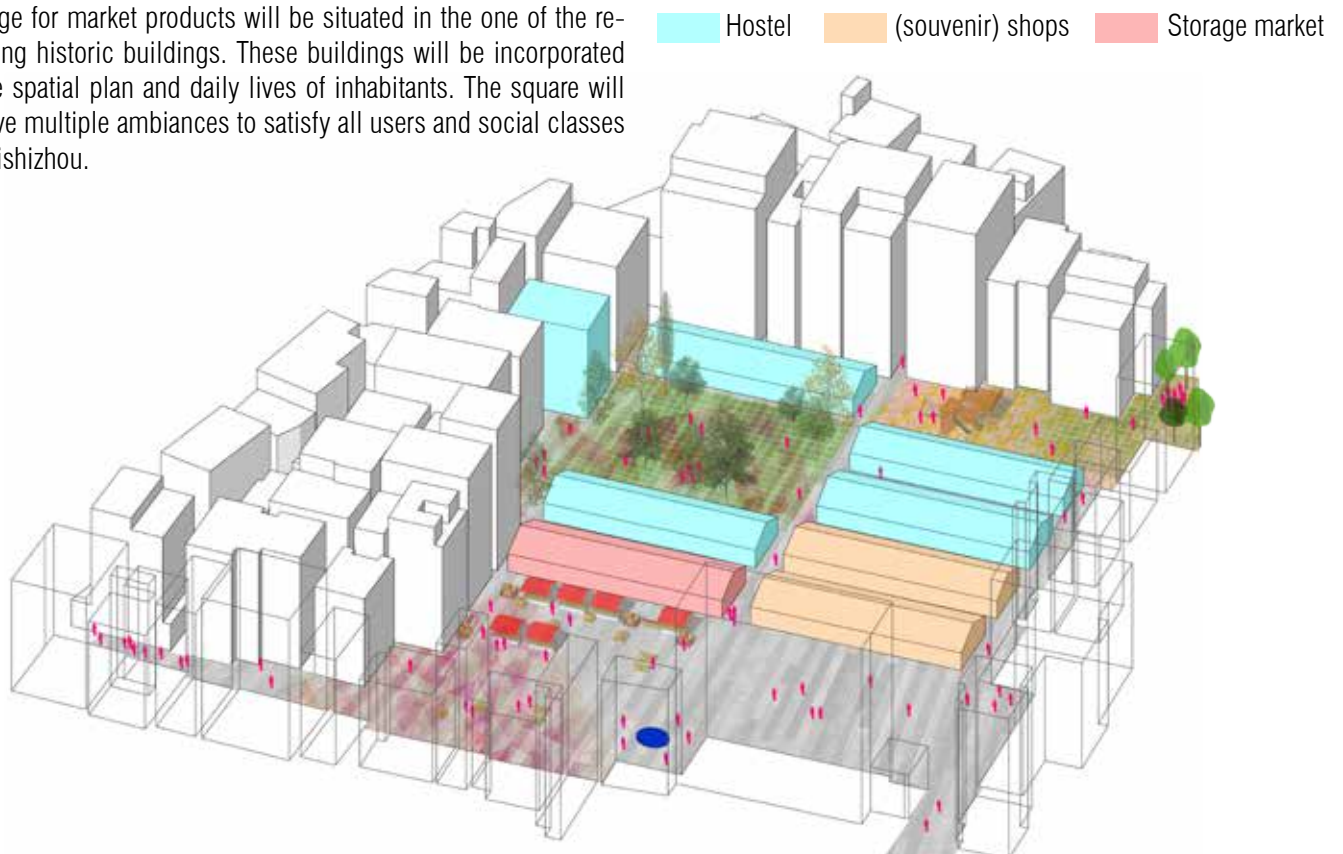 ge for market products will be situated in the one of the re-
ing historic buildings. These buildings will be incorporated
e spatial plan and daily lives of inhabitants. The square will
ve multiple ambiances to satisfy all users and social classes
ishizhou.
Hostel (souvenir) shops Storage market